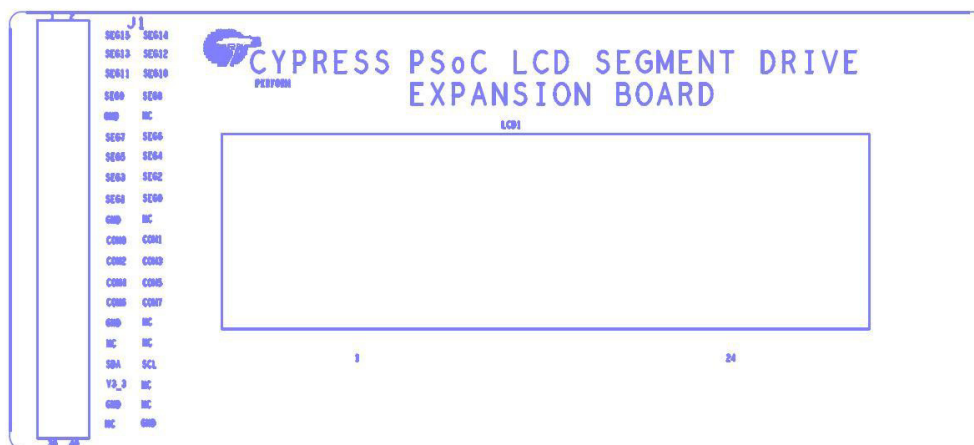 J1
SEG15 SEG14
SEG13 SEG12
SEG11 SEG10
SEG9 SEG8
GND NC
SEG7 SEG6
SEG5 SEG4
SEG3 SEG2
SEG1 SEG0
GND NC
COM0 COM1
COM2 COM3
COM4 COM5
COM6 COM7
GND NC
NC NC
SDA SCL
V3_3 NC
GND NC
NC GND
PERFORM
CYPRESS PSoC LCD SEGMENT DRIVE
EXPANSION BOARD
LCD1
1 24